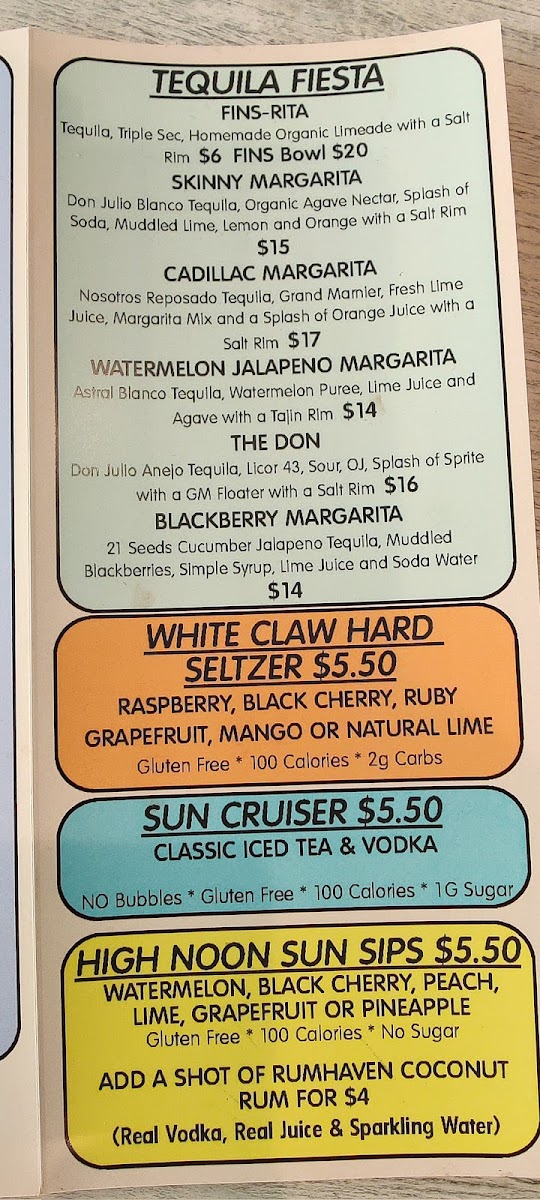 TEQUILA FIESTA
FINS-RITA
Tequila, Triple Sec, Homemade Organic Limeade with a Salt
Rim $6 FINS Bowl $20
SKINNY MARGARITA
Don Julio Blanco Tequila, Organic Agave Nectar, Splash of
Soda, Muddled Lime, Lemon and Orange with a Salt Rim
$15
CADILLAC MARGARITA
Nosotros Reposado Tequila, Grand Marnier, Fresh Lime
Juice, Margarita Mix and a Splash of Orange Juice with a
Salt Rim $17
WATERMELON JALAPENO MARGARITA
Astral Blanco Tequila, Watermelon Puree, Lime Juice and
Agave with a Tajin Rim $14
THE DON
Don Julio Anejo Tequila, Licor 43, Sour, OJ, Splash of Sprite
with a GM Floater with a Salt Rim $16
BLACKBERRY MARGARITA
21 Seeds Cucumber Jalapeno Tequila, Muddled
Blackberries, Simple Syrup, Lime Juice and Soda Water
$14
WHITE CLAW HARD
SELTZER $5.50
RASPBERRY, BLACK CHERRY, RUBY
GRAPEFRUIT, MANGO OR NATURAL LIME
Gluten Free * 100 Calories * 2g Carbs
SUN CRUISER $5.50
CLASSIC ICED TEA & VODKA
NO Bubbles * Gluten Free * 100 Calories * 1G Sugar
HIGH NOON SUN SIPS $5.50
WATERMELON, BLACK CHERRY, PEACH,
LIME, GRAPEFRUIT OR PINEAPPLE
Gluten Free * 100 Calories * No Sugar
ADD A SHOT OF RUMHAVEN COCONUT
RUM FOR $4
(Real Vodka, Real Juice & Sparkling Water)